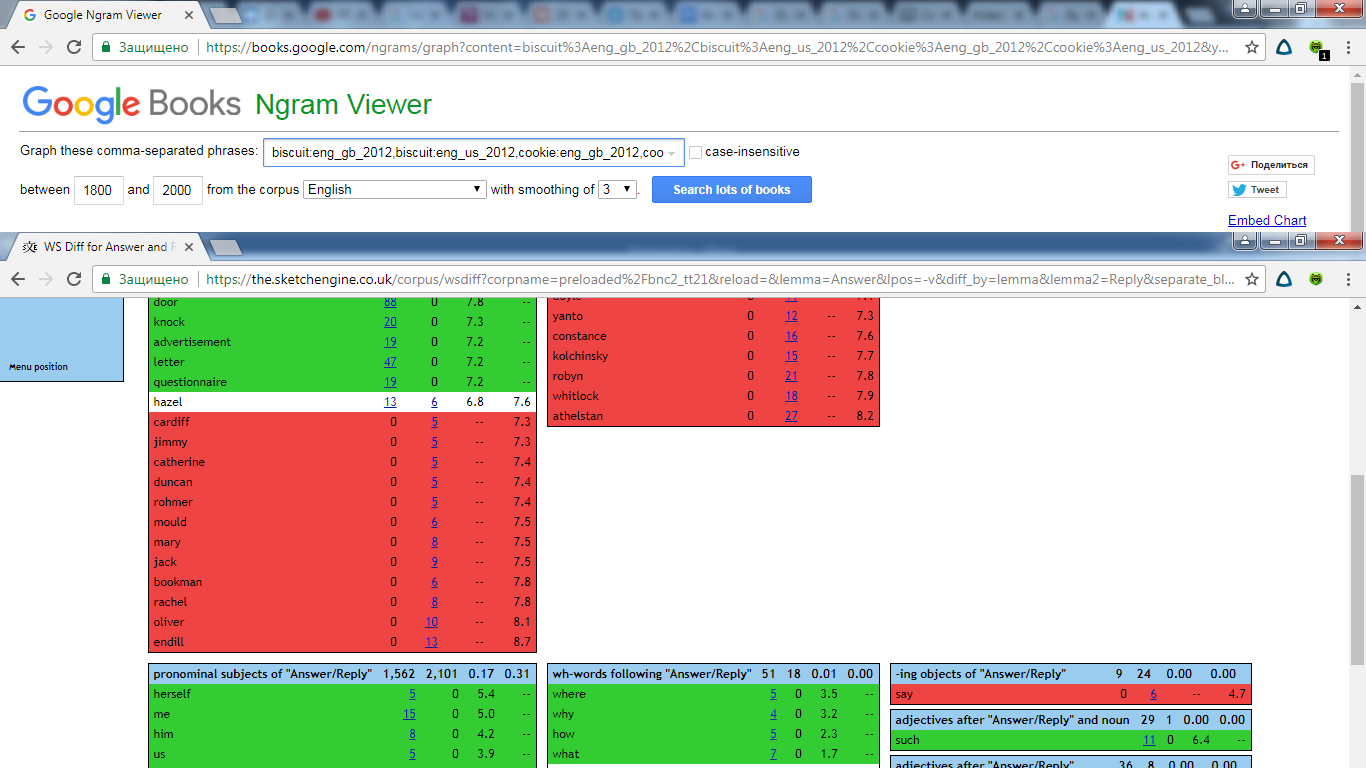 Google Ngram Viewer
Защищено https://books.google.com/ngrams/graph?content=biscuit%3Aeng_gb_2012%2Cbiscuit%3Aeng_us_2012%2Ccookie%3Aeng_gb_2012%2Ccookie%3Aeng_us_2012&y...
1
Google Books Ngram Viewer
Graph these comma-separated phrases: biscuit:eng_gb_2012,biscuit:eng_us_2012,cookie:eng_gb_2012,coo case-insensitive
between 1800 and 2000 from the corpus English with smoothing of 3 . Search lots of books
G+ Поделиться
Tweet
Embed Chart
WS Diff for Answer and
Защищено https://the.sketchengine.co.uk/corpus/wsdiff?corpname=preloaded%2Fbnc2_tt21&reload=&lemma=Answer&lpos=-v&diff_by=lemma&lemma2=Reply&separate_bl...
Menu position
door 88 0 7.8 --
knock 20 0 7.3 --
advertisement 19 0 7.2 --
letter 47 0 7.2 --
questionnaire 19 0 7.2 --
hazel 13 6 6.8 7.6
cardiff 0 5 -- 7.3
jimmy 0 5 -- 7.3
catherine 0 5 -- 7.4
duncan 0 5 -- 7.4
rohmer 0 5 -- 7.4
mould 0 6 -- 7.5
mary 0 8 -- 7.5
jack 0 9 -- 7.5
bookman 0 6 -- 7.8
rachel 0 8 -- 7.8
oliver 0 10 -- 8.1
endill 0 13 -- 8.7
yanto 0 12 -- 7.3
constance 0 16 -- 7.6
kolchinsky 0 15 -- 7.7
robyn 0 21 -- 7.8
whitlock 0 18 -- 7.9
athelstan 0 27 -- 8.2
pronominal subjects of "Answer/Reply" 1,562 2,101 0.17 0.31
herself 5 0 5.4 --
me 15 0 5.0 --
him 8 0 4.2 --
us 5 0 3.9 --
wh-words following "Answer/Reply" 51 18 0.01 0.00
where 5 0 3.5 --
why 4 0 3.2 --
how 5 0 2.3 --
what 7 0 1.7 --
-ing objects of "Answer/Reply" 9 24 0.00 0.00
say 0 6 -- 4.7
adjectives after "Answer/Reply" and noun 29 1 0.00 0.00
such 11 0 6.4 --
adjectives after "Answer/Reply" 36 8 0.00 0.00